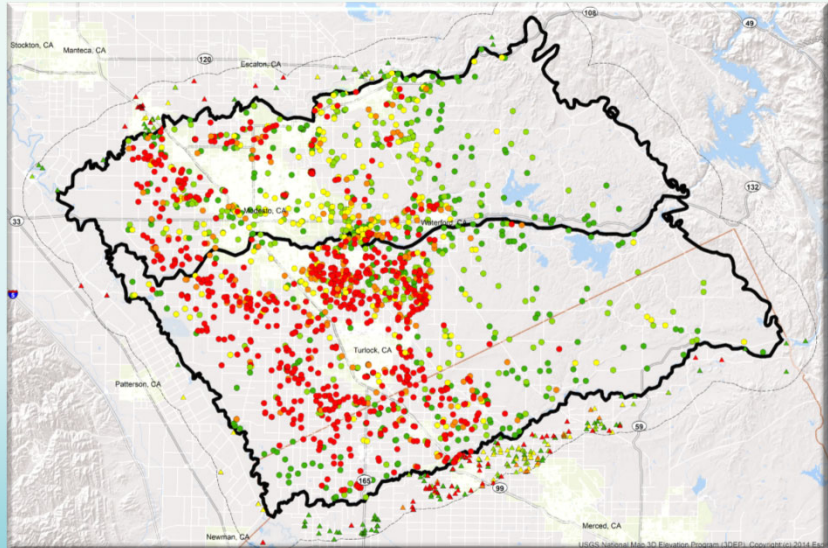 108
49
Stockton, CA
Manteca, CA
120
Escalon, CA
132
Modesto, CA
Waterford, CA
33
5
Turlock, CA
Patterson, CA
59
165
99
Newman, CA
Merced, CA
USGS National Map 3D Elevation Program (3DEP), Copyright:(c) 2014 Esri